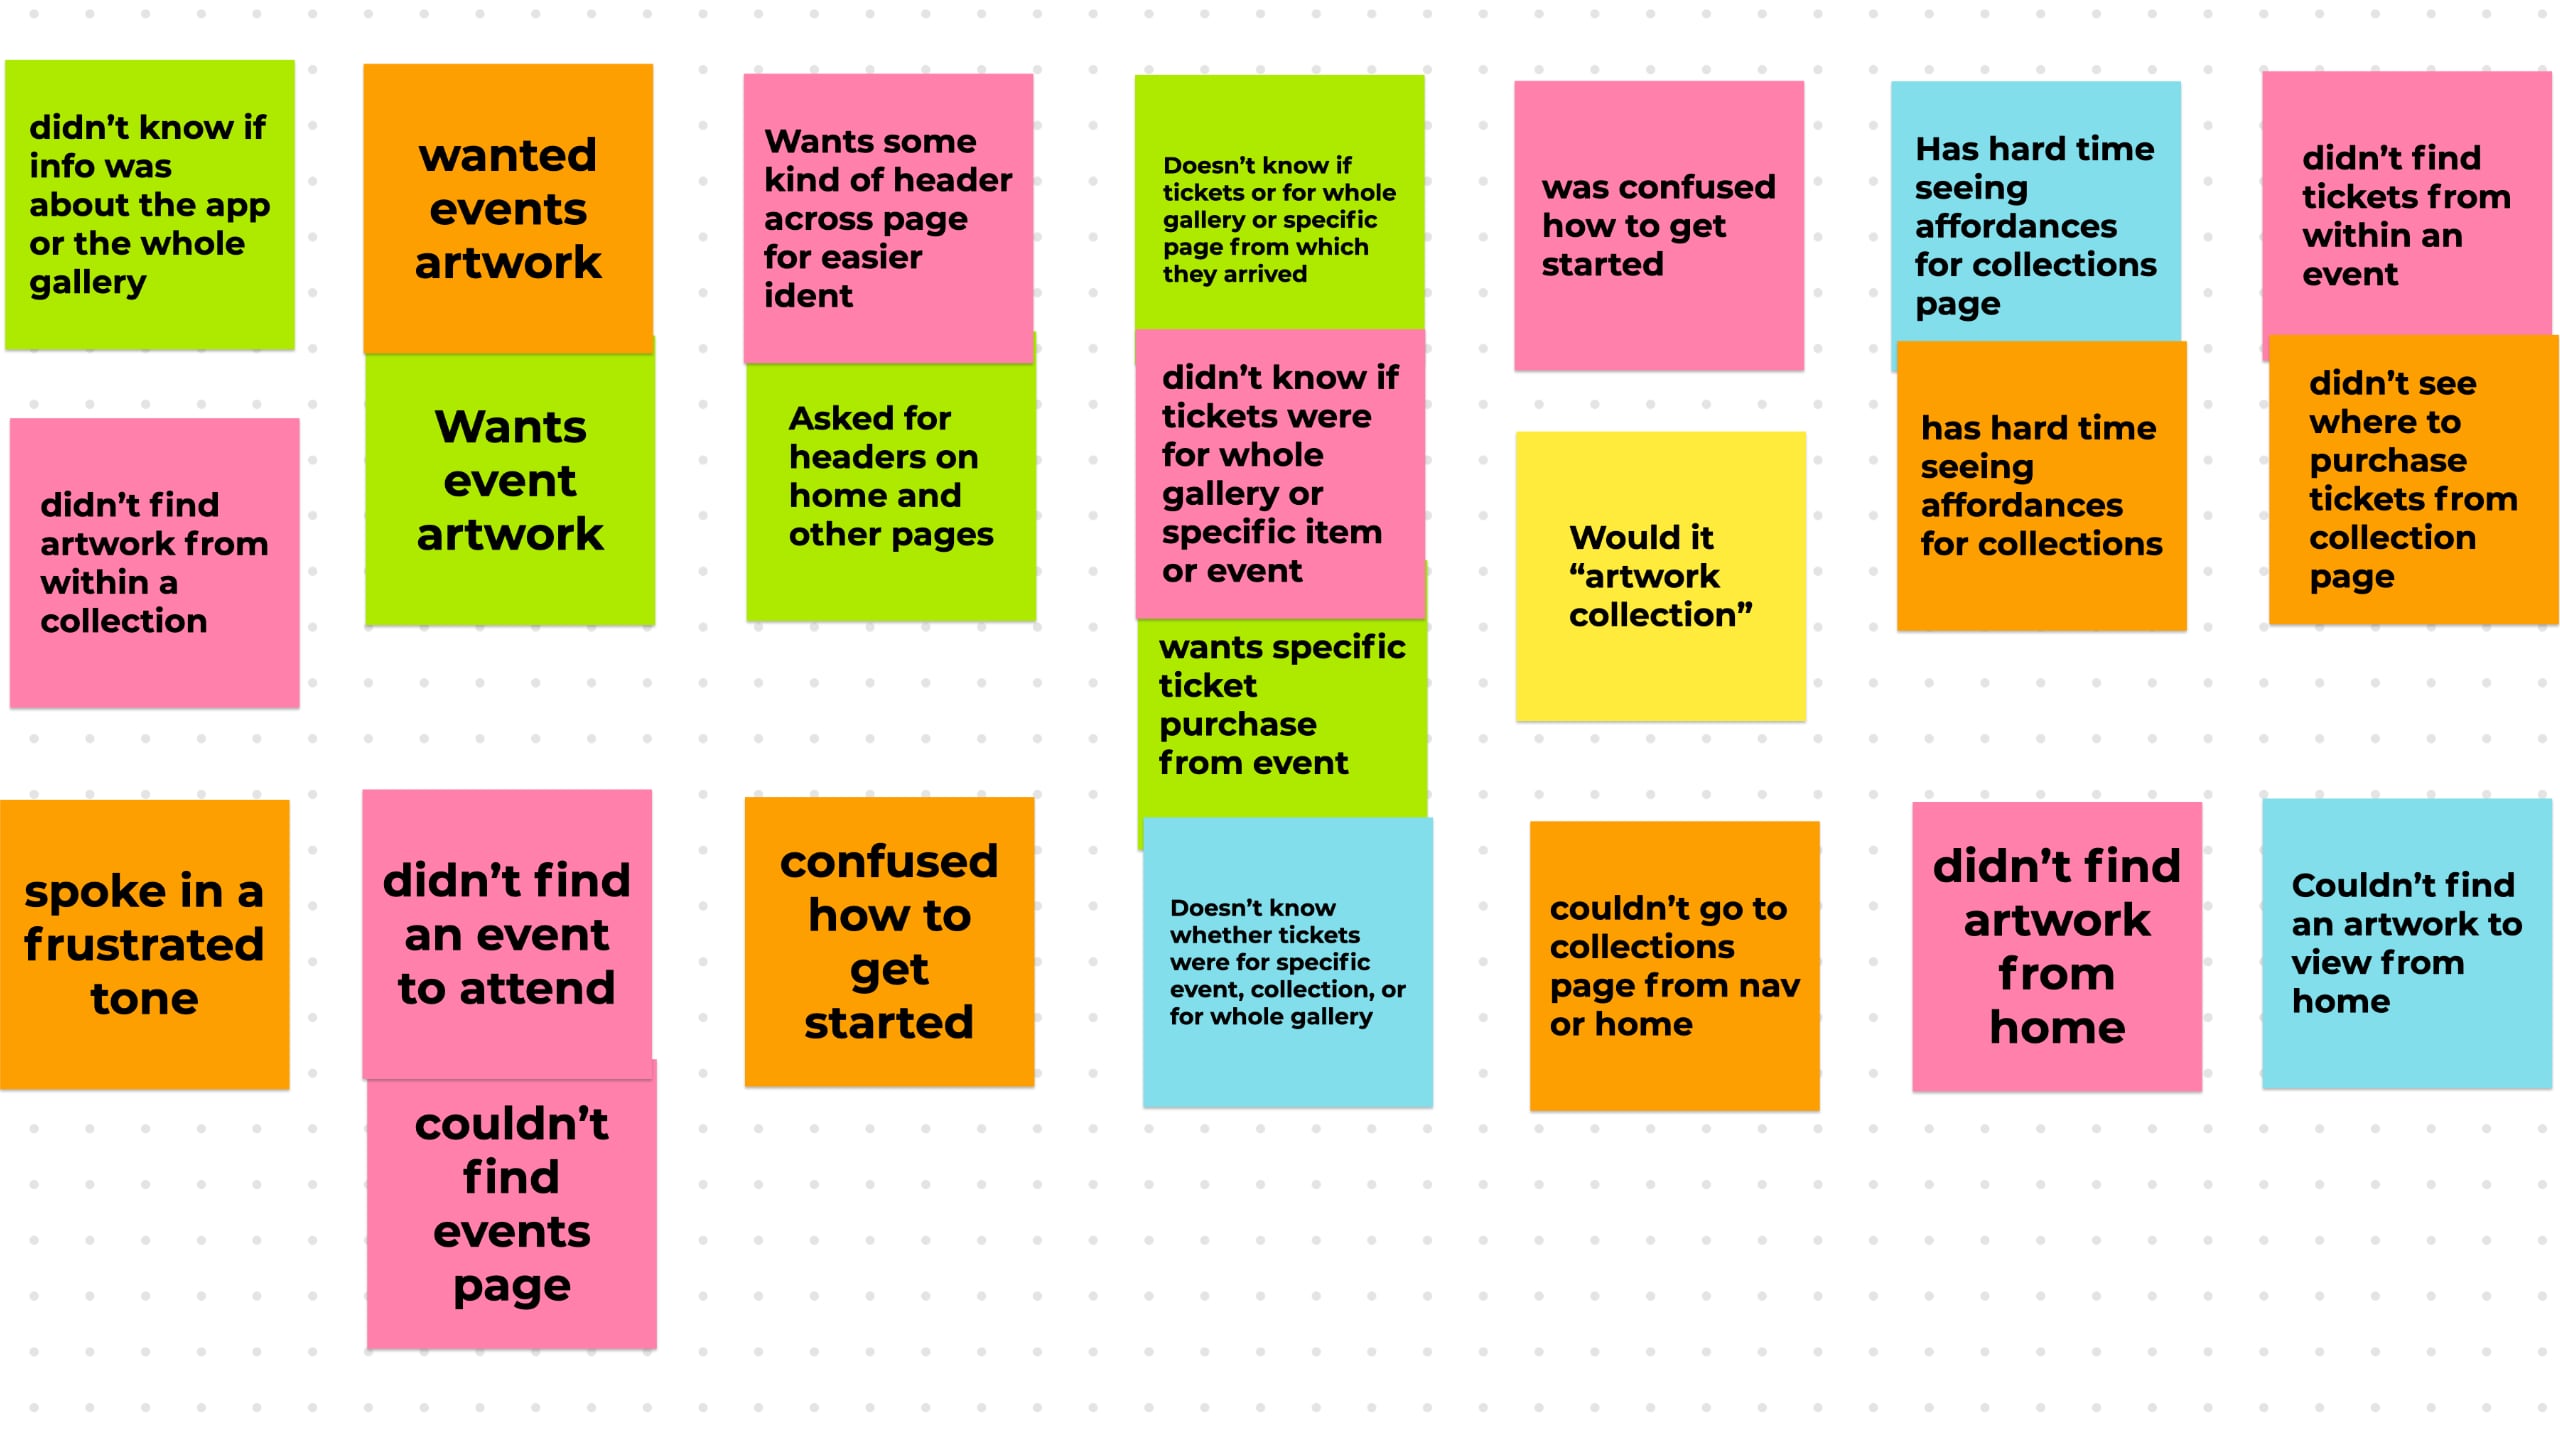 didn’t know if
info was
about the app
or the whole
gallery
didn’t find
artwork from
within a
collection
spoke in a
frustrated
tone
wanted
events
artwork
Wants
event
artwork
didn’t find
an event
to attend
couldn’t
find
events
page
Wants some
kind of header
across page
for easier
ident
Asked for
headers on
home and
other pages
confused
how to
get
started
Doesn’t know if
tickets or for whole
gallery or specific
page from which
they arrived
didn’t know if
tickets were
for whole
gallery or
specific item
or event
wants specific
ticket
purchase
from event
Doesn’t know
whether tickets
were for specific
event, collection, or
for whole gallery
was confused
how to get
started
Would it
“artwork
collection”
couldn’t go to
collections
page from nav
or home
Has hard time
seeing
affordances
for collections
page
has hard time
seeing
affordances
for collections
didn’t find
artwork
from
home
didn’t find
tickets from
within an
event
didn’t see
where to
purchase
tickets from
collection
page
Couldn’t find
an artwork to
view from
home